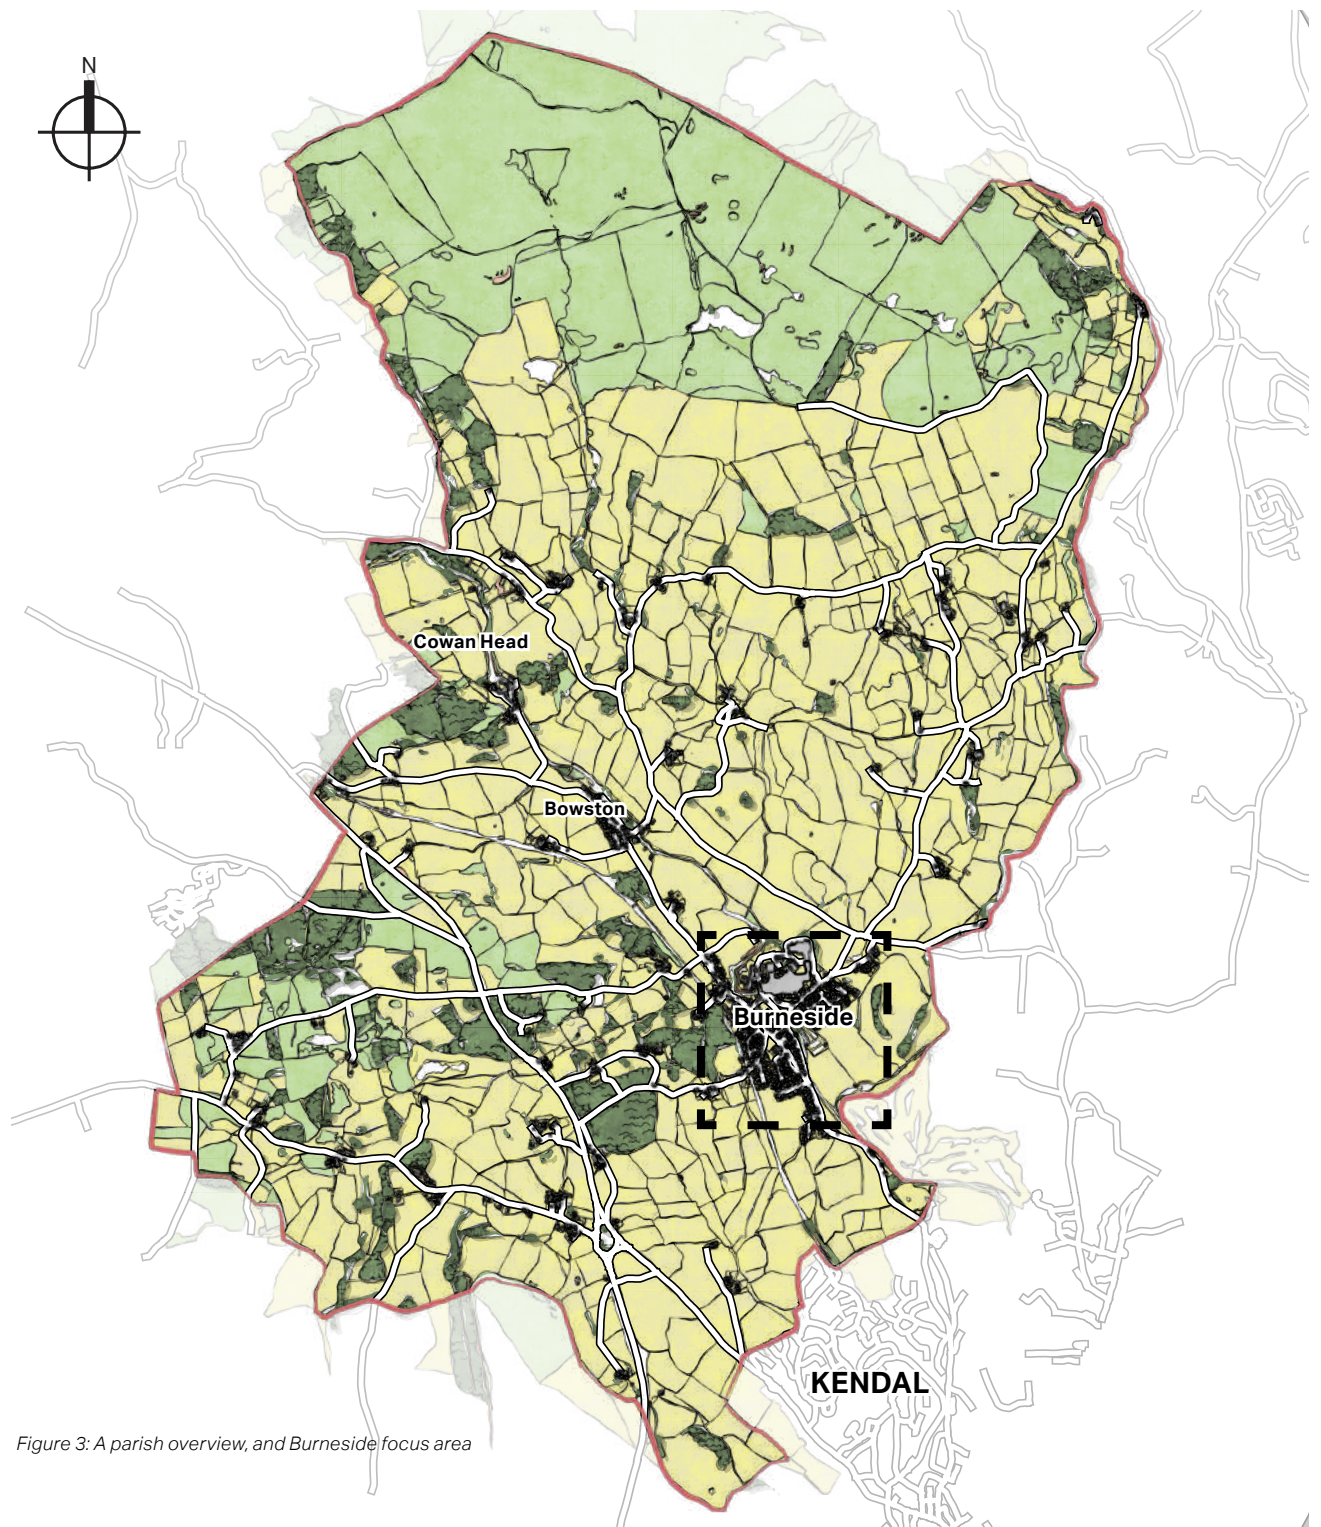 N
Cowan Head
Bowston
Burneside
KENDAL
Figure 3: A parish overview, and Burneside focus area